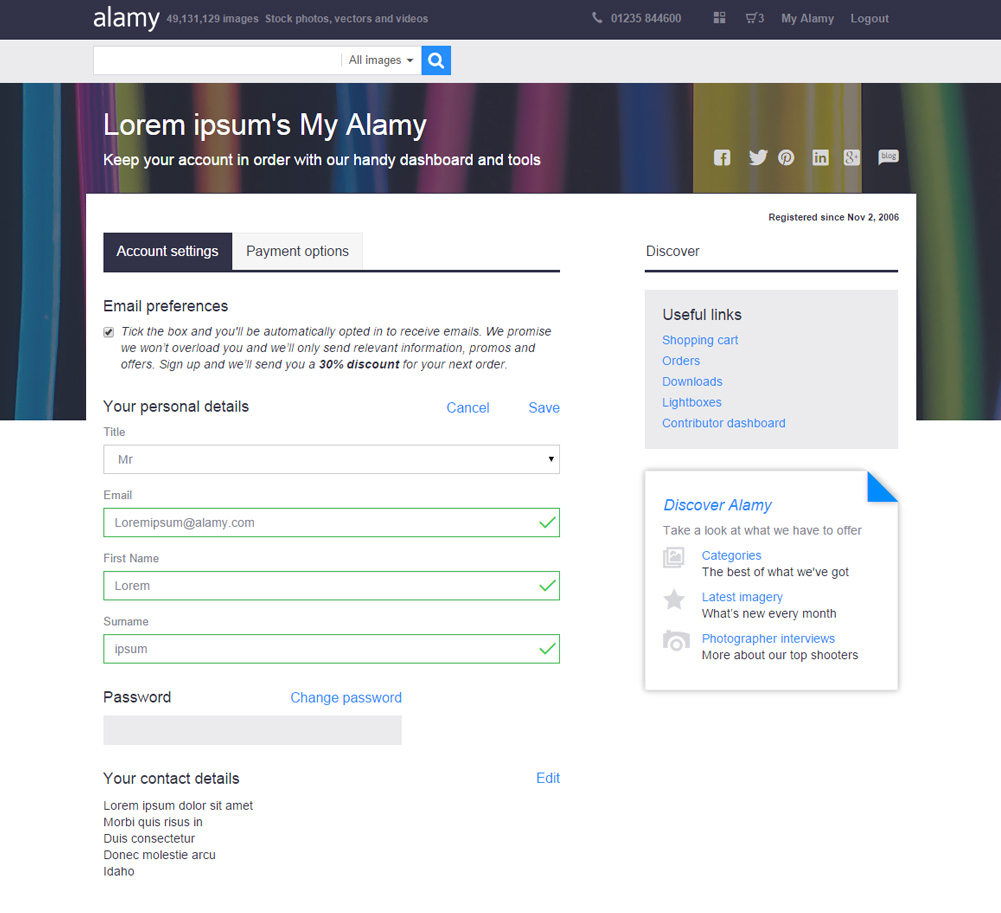 alamy 49,131,129 images Stock photos, vectors and videos 01235 844600 3 My Alamy Logout
All images
Lorem ipsum's My Alamy
Keep your account in order with our handy dashboard and tools
f in g+ blog
Registered since Nov 2, 2006
Account settings Payment options
Email preferences
Tick the box and you'll be automatically opted in to receive emails. We promise
we won't overload you and we'll only send relevant information, promos and
offers. Sign up and we'll send you a 30% discount for your next order.
Your personal details Cancel Save
Title
Mr
Email
Loremipsum@alamy.com
First Name
Lorem
Surname
ipsum
Password Change password
Your contact details Edit
Lorem ipsum dolor sit amet
Morbi quis risus in
Duis consectetur
Donec molestie arcu
Idaho
Discover
Useful links
Shopping cart
Orders
Downloads
Lightboxes
Contributor dashboard
Discover Alamy
Take a look at what we have to offer
Categories
The best of what we've got
Latest imagery
What's new every month
Photographer interviews
More about our top shooters